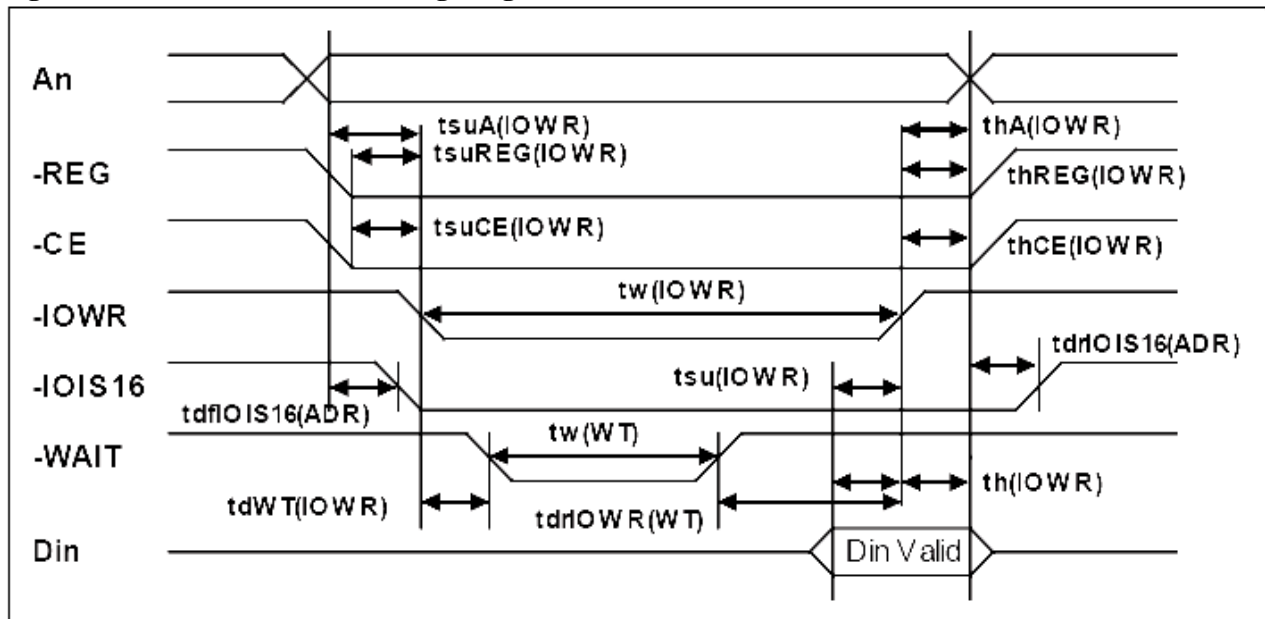 An
tsuA(IOWR)
thA(IOWR)
tsuREG(IOWR)
-REG
thREG(IOWR)
tsuCE(IOWR)
-CE
thCE(IOWR)
tw(IOWR)
-IOWR
tdrIOIS16(ADR)
tsu(IOWR)
-IOIS16
tdfIOIS16(ADR)
tw(WT)
-WAIT
th(IOWR)
tdWT(IOWR)
tdrIOWR(WT)
Din
Din Valid